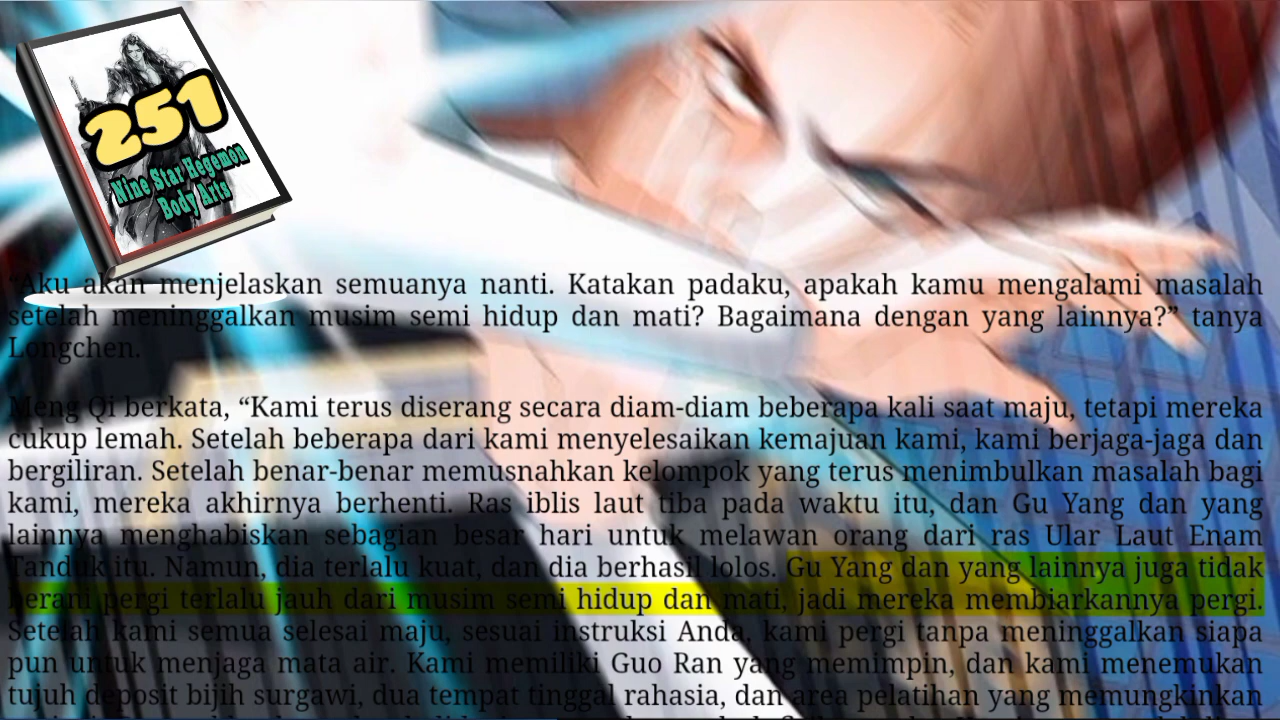 251
Nine Star Hegemon
Body Arts
“Aku akan menjelaskan semuanya nanti. Katakan padaku, apakah kamu mengalami masalah
setelah meninggalkan musim semi hidup dan mati? Bagaimana dengan yang lainnya?” tanya
Longchen.
Meng Qi berkata, “Kami terus diserang secara diam-diam beberapa kali saat maju, tetapi mereka
cukup lemah. Setelah beberapa dari kami menyelesaikan kemajuan kami, kami berjaga-jaga dan
bergiliran. Setelah benar-benar memusnahkan kelompok yang terus menimbulkan masalah bagi
kami, mereka akhirnya berhenti. Ras iblis laut tiba pada waktu itu, dan Gu Yang dan yang
lainnya menghabiskan sebagian besar hari untuk melawan orang dari ras Ular Laut Enam
Tanduk itu. Namun, dia terlalu kuat, dan dia berhasil lolos. Gu Yang dan yang lainnya juga tidak
berani pergi terlalu jauh dari musim semi hidup dan mati, jadi mereka membiarkannya pergi.
Setelah kami semua selesai maju, sesuai instruksi Anda, kami pergi tanpa meninggalkan siapa
pun untuk menjaga mata air. Kami memiliki Guo Ran yang memimpin, dan kami menemukan
tujuh deposit bijih surgawi, dua tempat tinggal rahasia, dan area pelatihan yang memungkinkan